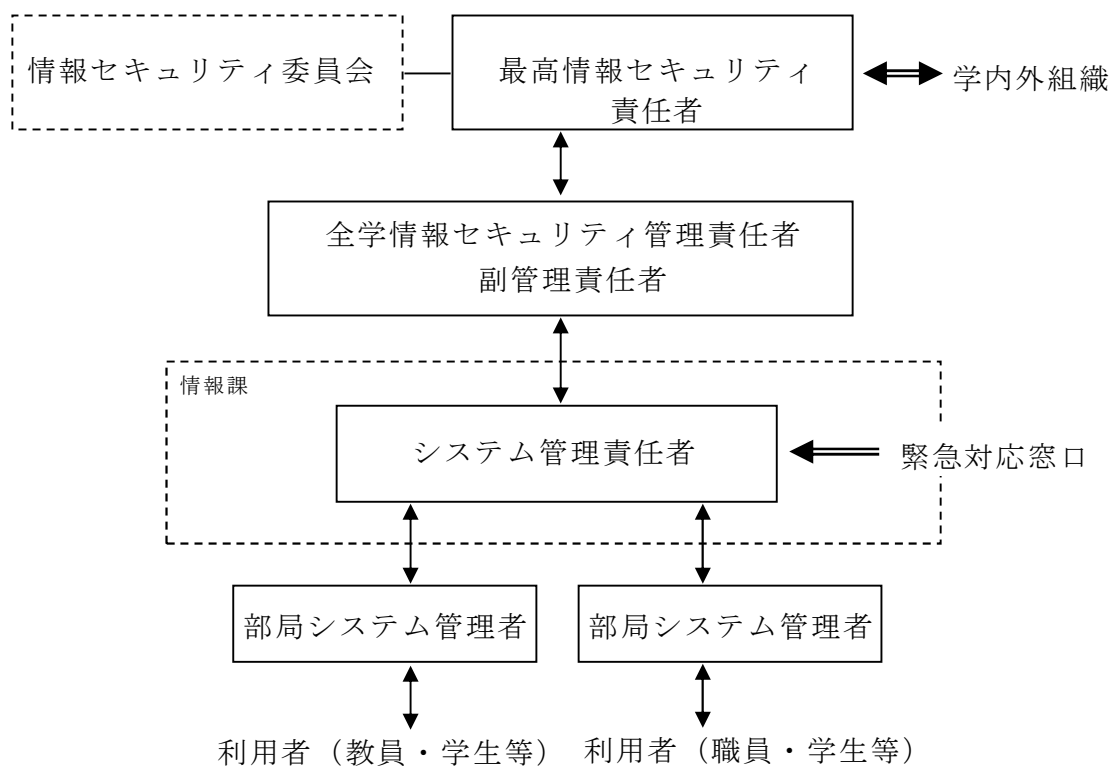 情報セキュリティ委員会
最高情報セキュリティ
責任者
学内外組織
全学情報セキュリティ管理責任者
副管理責任者
情報課
システム管理責任者
緊急対応窓口
部局システム管理者
部局システム管理者
利用者（教員・学生等）
利用者（職員・学生等）